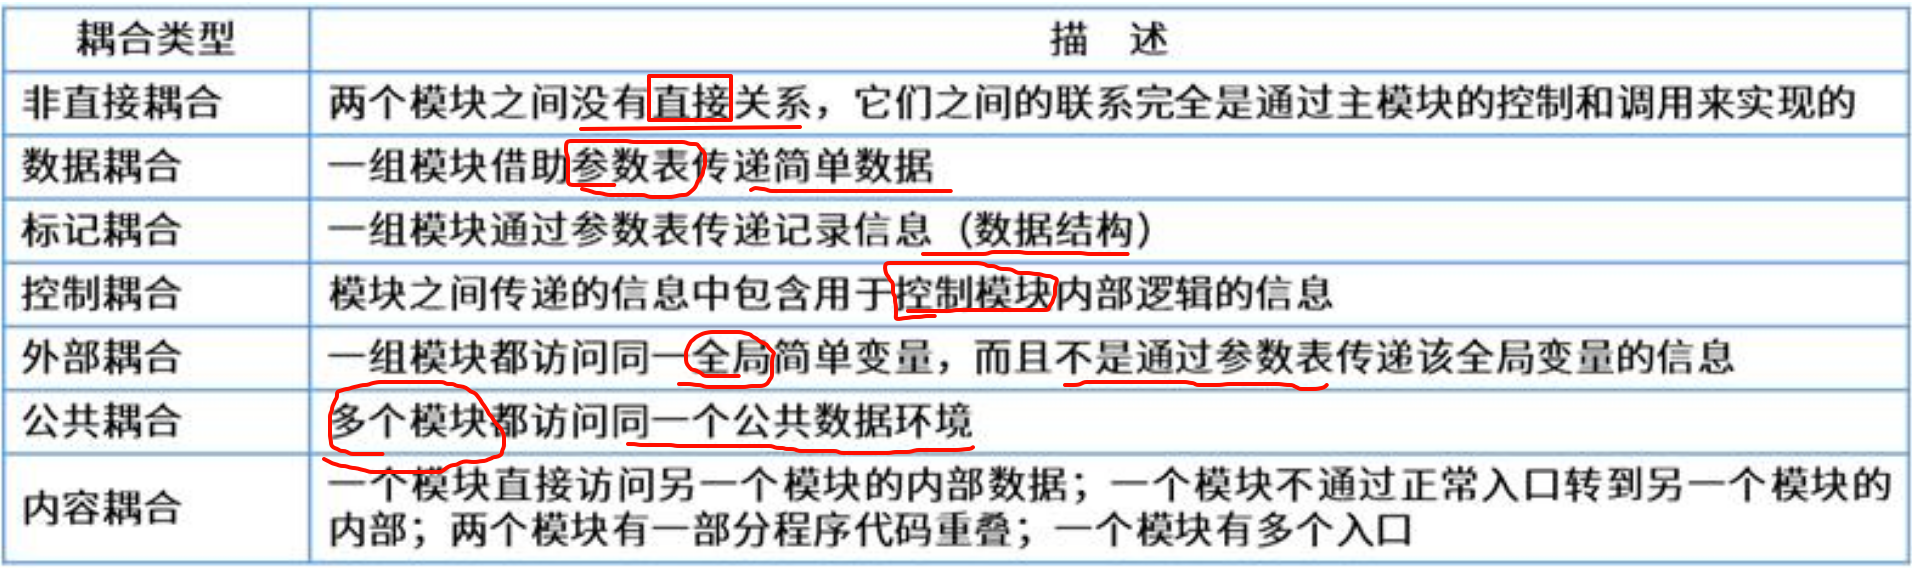 耦合类型 描 述
非直接耦合 两个模块之间没有直接关系，它们之间的联系完全是通过主模块的控制和调用来实现的
数据耦合 一组模块借助参数表传递简单数据
标记耦合 一组模块通过参数表传递记录信息（数据结构）
控制耦合 模块之间传递的信息中包含用于控制模块内部逻辑的信息
外部耦合 一组模块都访问同一全局简单变量，而且不是通过参数表传递该全局变量的信息
公共耦合 多个模块都访问同一个公共数据环境
内容耦合 一个模块直接访问另一个模块的内部数据；一个模块不通过正常入口转到另一个模块的
内部；两个模块有一部分程序代码重叠；一个模块有多个入口